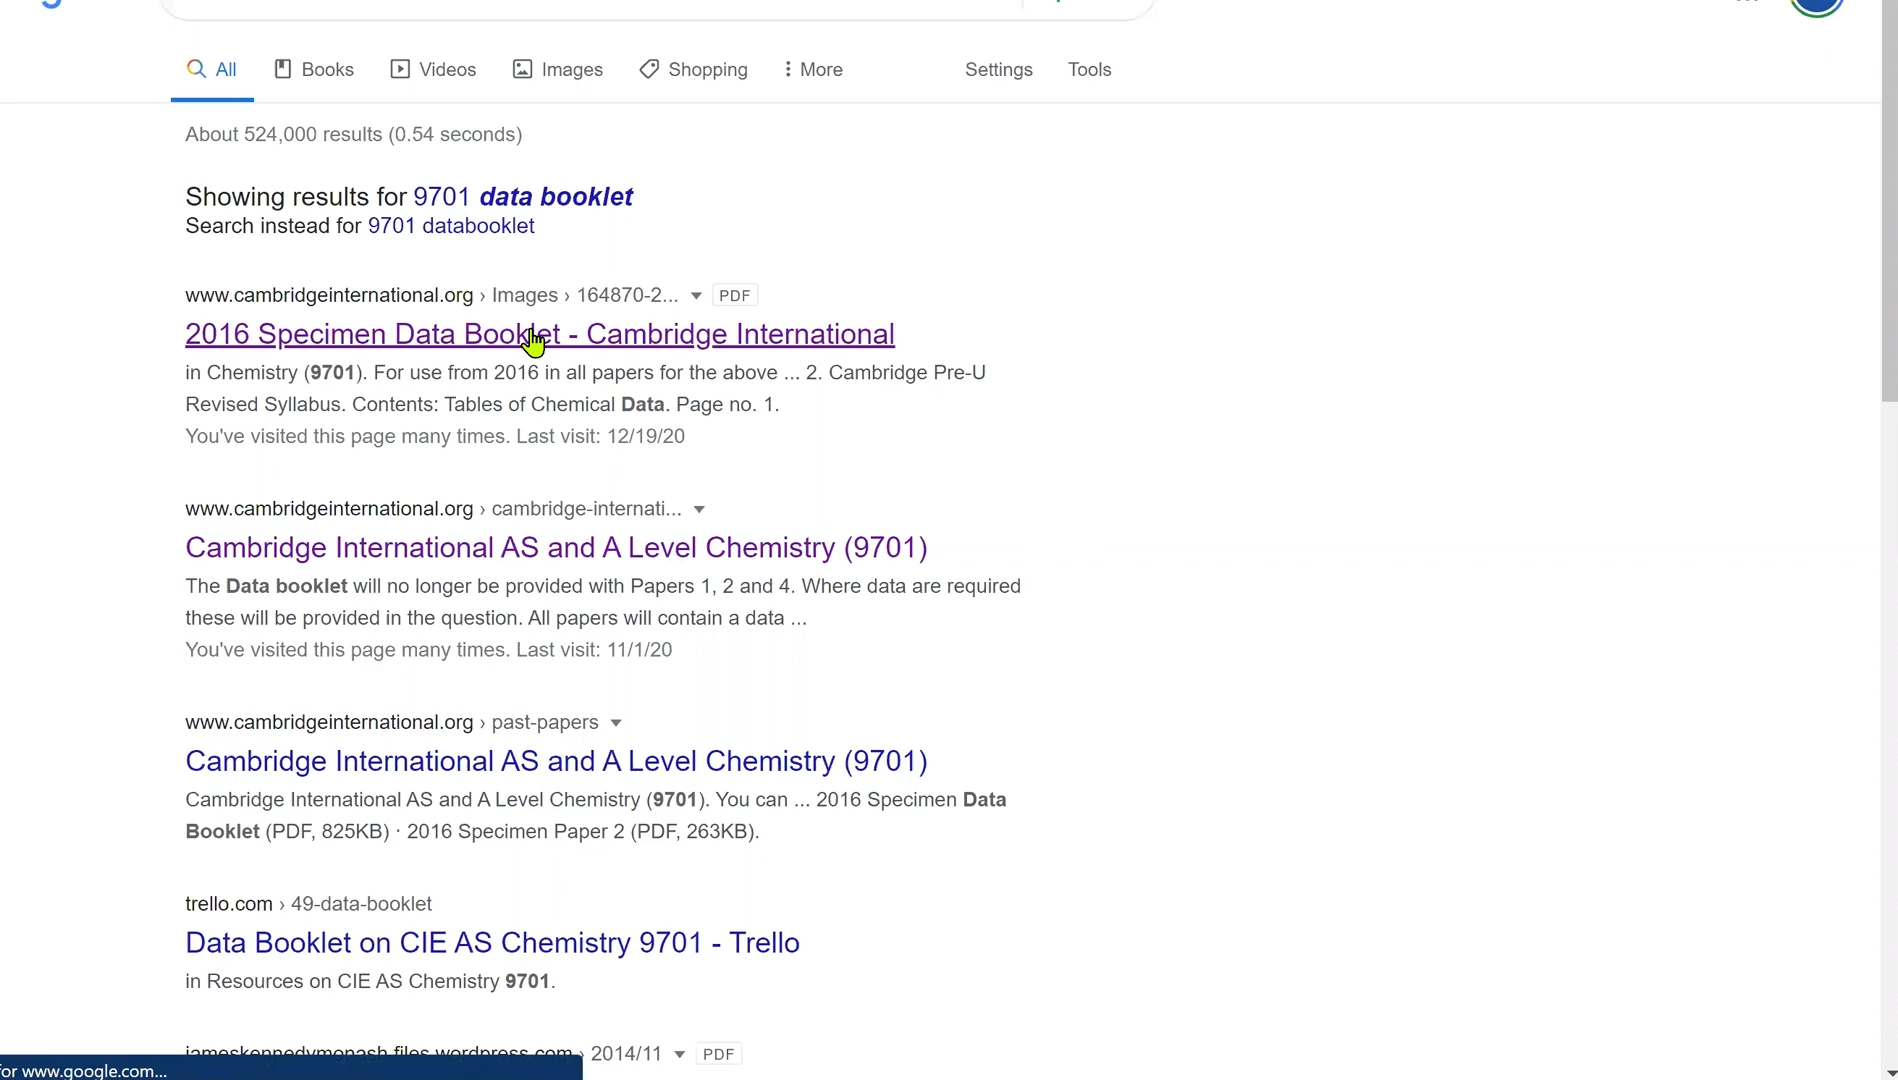 All Books Videos Images Shopping More Settings Tools
About 524,000 results (0.54 seconds)
Showing results for 9701 data booklet
Search instead for 9701 databooklet
www.cambridgeinternational.org › Images › 164870-2... PDF
2016 Specimen Data Booklet - Cambridge International
in Chemistry (9701). For use from 2016 in all papers for the above ... 2. Cambridge Pre-U
Revised Syllabus. Contents: Tables of Chemical Data. Page no. 1.
You've visited this page many times. Last visit: 12/19/20
www.cambridgeinternational.org › cambridge-internati...
Cambridge International AS and A Level Chemistry (9701)
The Data booklet will no longer be provided with Papers 1, 2 and 4. Where data are required
these will be provided in the question. All papers will contain a data ...
You've visited this page many times. Last visit: 11/1/20
www.cambridgeinternational.org › past-papers
Cambridge International AS and A Level Chemistry (9701)
Cambridge International AS and A Level Chemistry (9701). You can ... 2016 Specimen Data
Booklet (PDF, 825KB) · 2016 Specimen Paper 2 (PDF, 263KB).
trello.com › 49-data-booklet
Data Booklet on CIE AS Chemistry 9701 - Trello
in Resources on CIE AS Chemistry 9701.
jameskennedymonash.files.wordpress.com › 2014/11 PDF
for www.google.com...